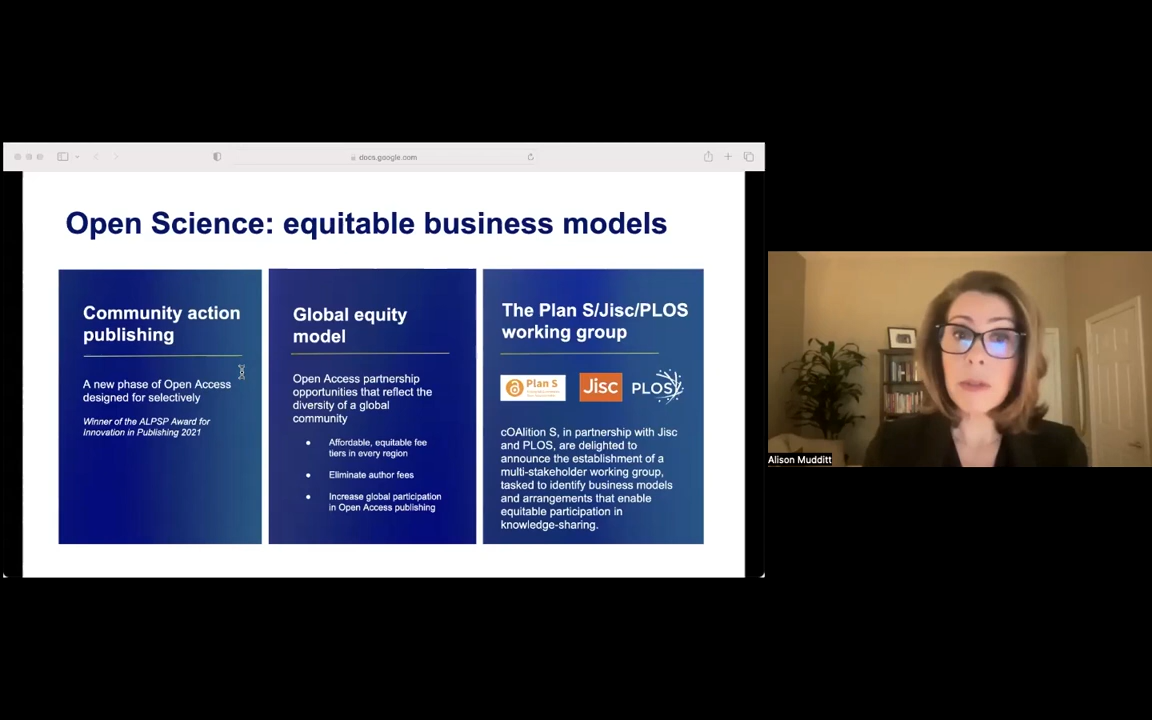 docs.google.com
Open Science: equitable business models
Community action
publishing
A new phase of Open Access
designed for selectively
Winner of the ALPSP Award for
Innovation in Publishing 2021
Global equity
model
Open Access partnership
opportunities that reflect the
diversity of a global
community
• Affordable, equitable fee
tiers in every region
• Eliminate author fees
• Increase global participation
in Open Access publishing
The Plan S/Jisc/PLOS
working group
Plan S
Jisc
PLOS
cOAlition S, in partnership with Jisc
and PLOS, are delighted to
announce the establishment of a
multi-stakeholder working group,
tasked to identify business models
and arrangements that enable
equitable participation in
knowledge-sharing.
Alison Mudditt